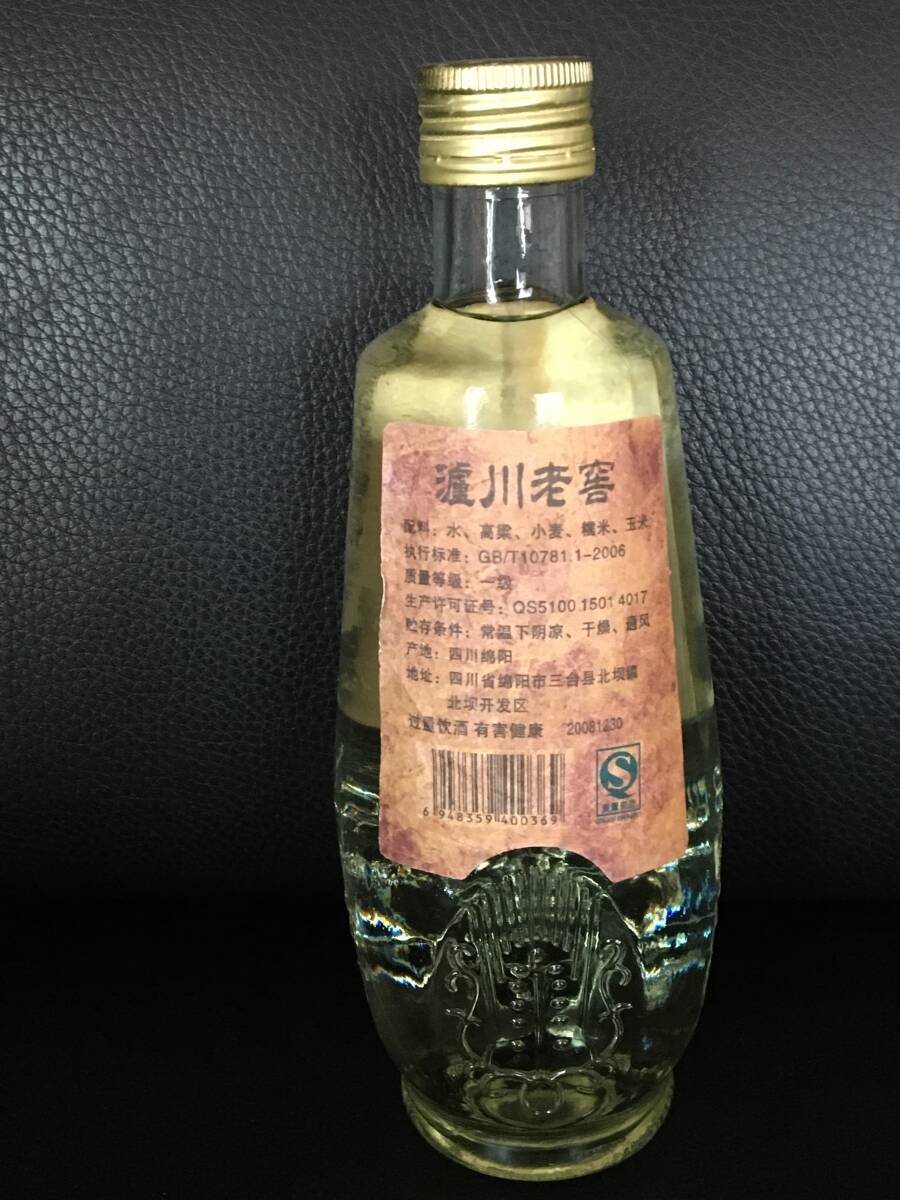 泸川老窖
配料：水、高粱、小麦、糯米、玉米
执行标准：GB/T10781.1-2006
质量等级：一级
生产许可证号：QS5100 1501 4017
贮存条件：常温下阴凉、干燥、通风
产地：四川绵阳
地址：四川省绵阳市三台县北坝镇
北坝开发区
过量饮酒 有害健康 20081230
6 948359 400369